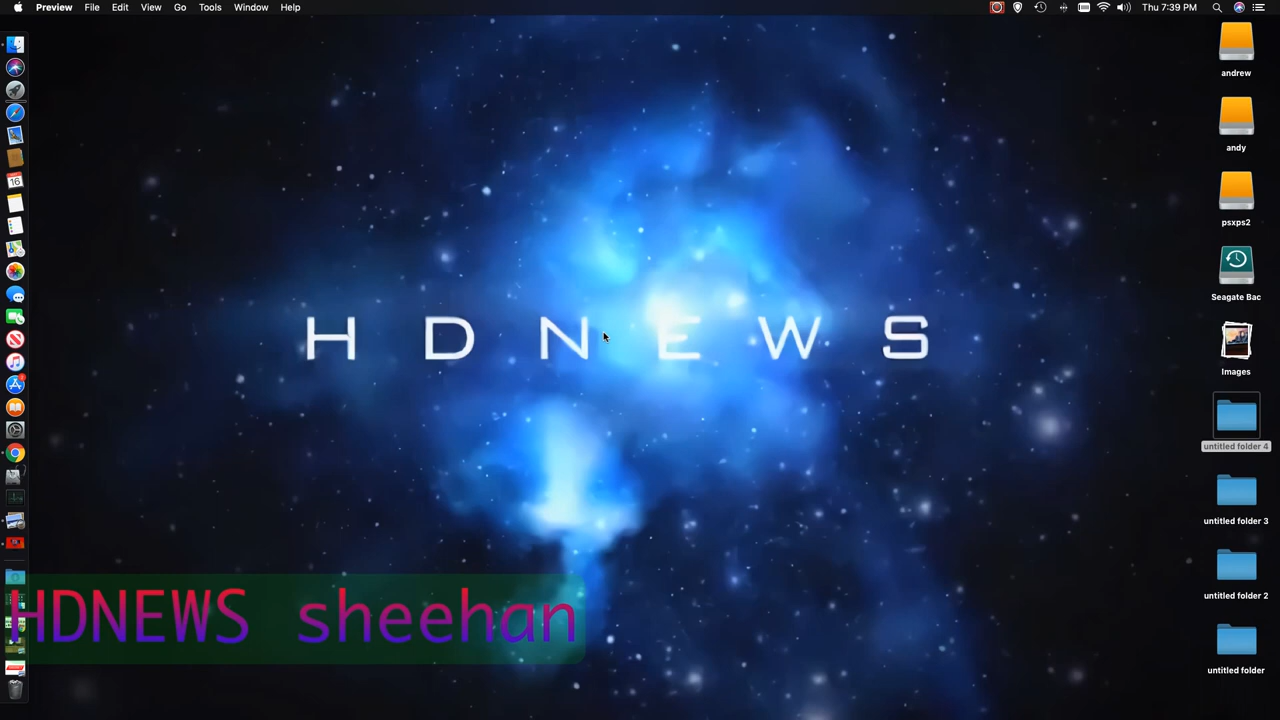 Preview File Edit View Go Tools Window Help Thu 7:39 PM
andrew
andy
psxps2
Seagate Bac
Images
untitled folder 4
untitled folder 3
untitled folder 2
untitled folder
16
H D N E W S
HDNEWS sheehan